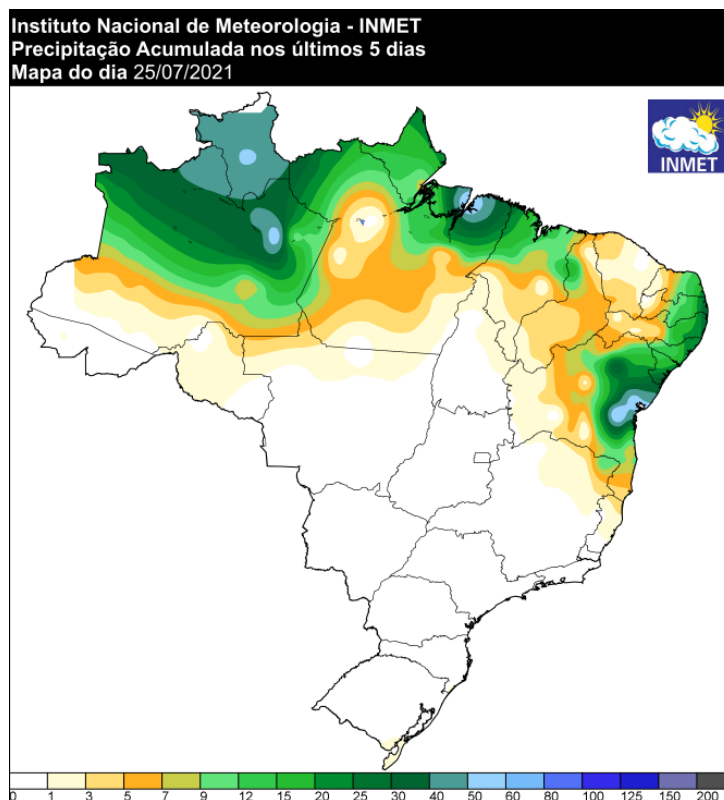 Instituto Nacional de Meteorologia - INMET
Precipitação Acumulada nos últimos 5 dias
Mapa do dia 25/07/2021
INMET
0 1 3 5 7 9 12 15 20 25 30 40 50 60 80 100 125 150 200